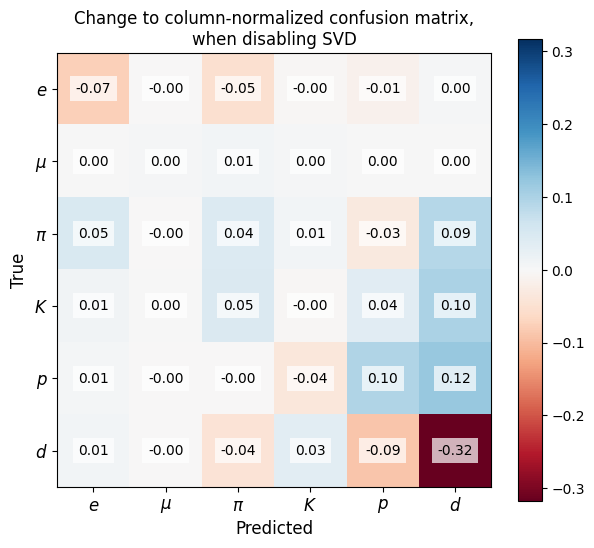 Change to column-normalized confusion matrix,
when disabling SVD
e -0.07 -0.00 -0.05 -0.00 -0.01 0.00
μ 0.00 0.00 0.01 0.00 0.00 0.00
π 0.05 -0.00 0.04 0.01 -0.03 0.09
K 0.01 0.00 0.05 -0.00 0.04 0.10
p 0.01 -0.00 -0.00 -0.04 0.10 0.12
d 0.01 -0.00 -0.04 0.03 -0.09 -0.32
e μ π K p d
Predicted
True
0.3
0.2
0.1
0.0
−0.1
−0.2
−0.3